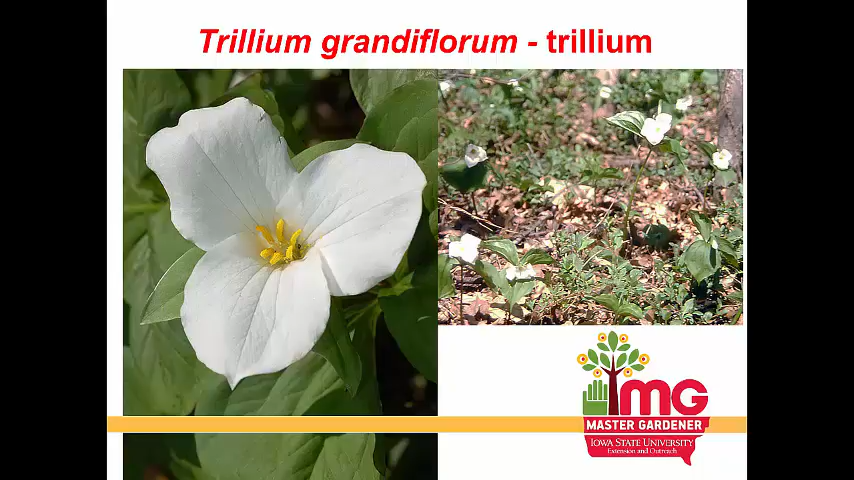 Trillium grandiflorum - trillium
MG
MASTER GARDENER
IOWA STATE UNIVERSITY
Extension and Outreach